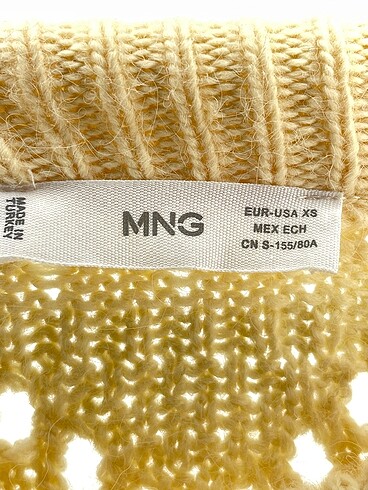 MADE IN
TURKEY
MNG
EUR-USA XS
MEX ECH
CN S-155/80A